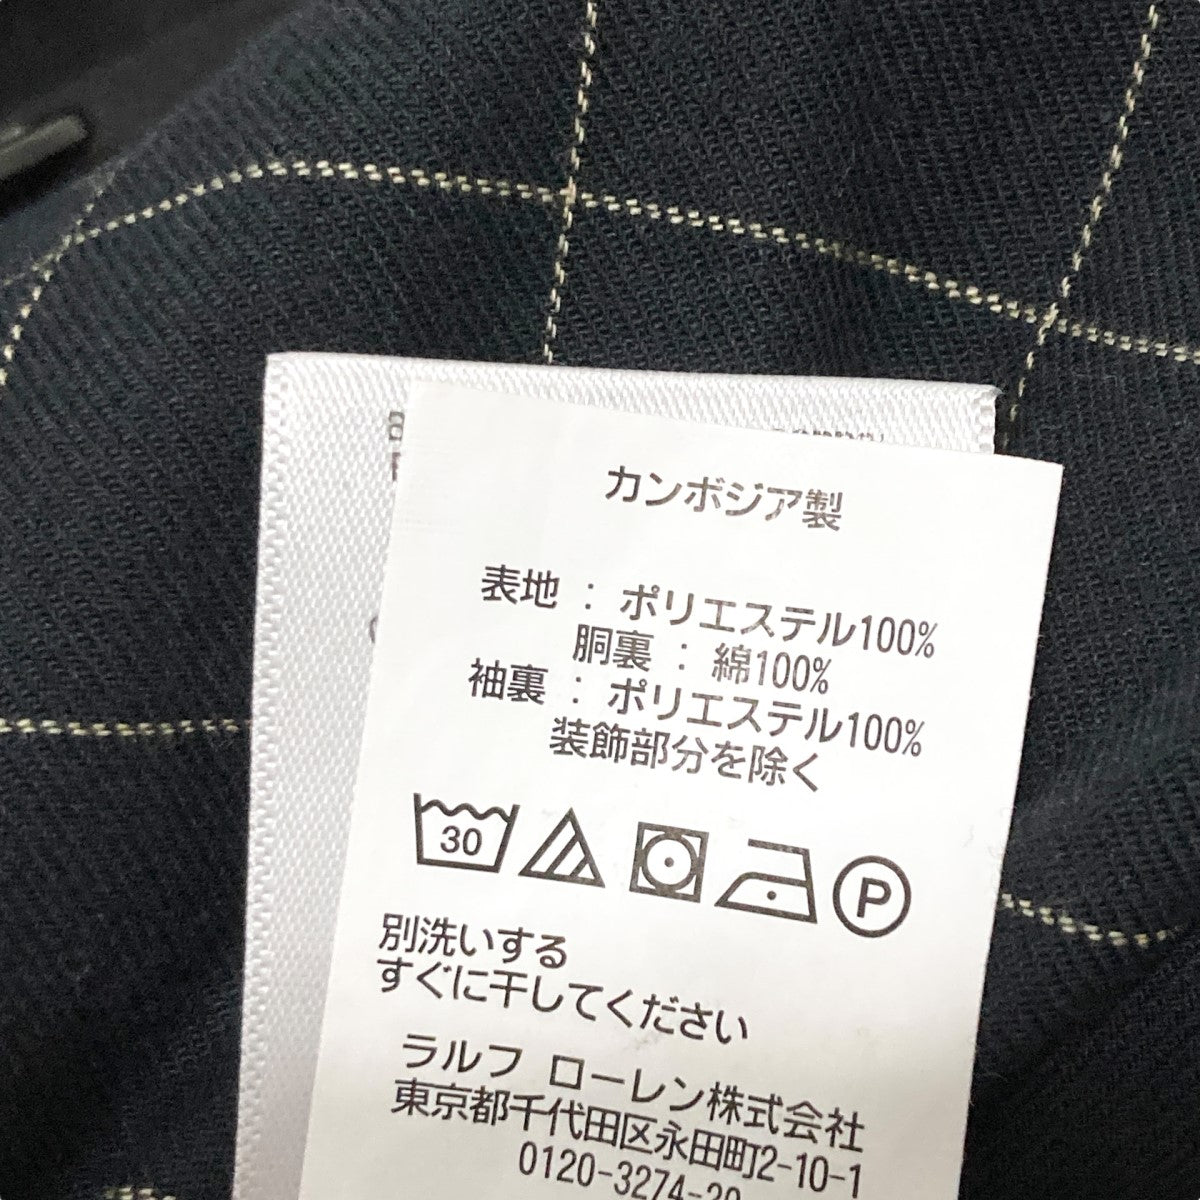 カンボジア製
表地 : ポリエステル100%
胴裏 : 綿100%
袖裏 : ポリエステル100%
装飾部分を除く
30
P
別洗いする
すぐに干してください
ラルフ ローレン株式会社
東京都千代田区永田町2-10-1
0120-3274-20